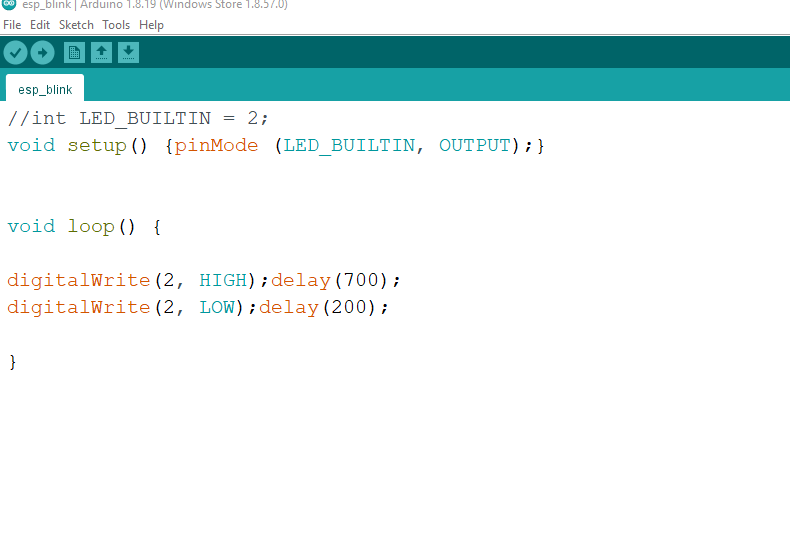 esp_blink | Arduino 1.8.19 (Windows Store 1.8.57.0)
File Edit Sketch Tools Help
esp_blink
//int LED_BUILTIN = 2;
void setup() {pinMode (LED_BUILTIN, OUTPUT);}
void loop() {
digitalWrite(2, HIGH);delay(700);
digitalWrite(2, LOW);delay(200);
}